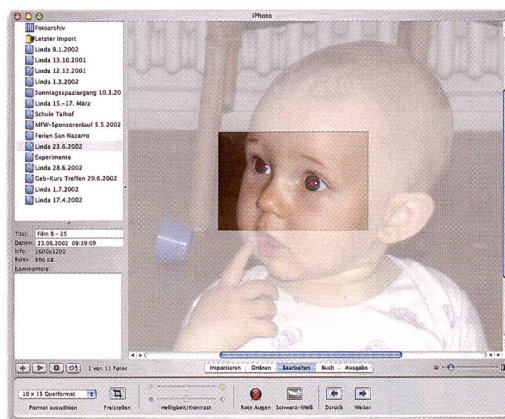 iPhoto
Fotoarchiv
Letzter Import
Linda 9.1.2002
Linda 13.10.2001
Linda 12.12.2001
Linda 1.3.2002
Sonntagsspaziergang 10.3.20
Linda 15.-17. März
Schule Talhof
MFW-Sponsorenlauf 5.5.2002
Ferien San Nazzaro
Linda 23.6.2002
Experimente
Linda 28.6.2002
Geb-Kurs Treffen 29.6.2002
Linda 1.7.2002
Linda 17.4.2002
Titel: Film B - 25
Datum: 23.06.2002 09:39:09
Info: 1600x1200
Bytes: 390 KB
Kommentare:
1 von 11 Fotos
Importieren Ordnen Bearbeiten Buch Ausgabe
10 x 15 Querformat
Format auswählen Freistellen Helligkeit/Kontrast Rote Augen Schwarz-Weiß Zurück Weiter